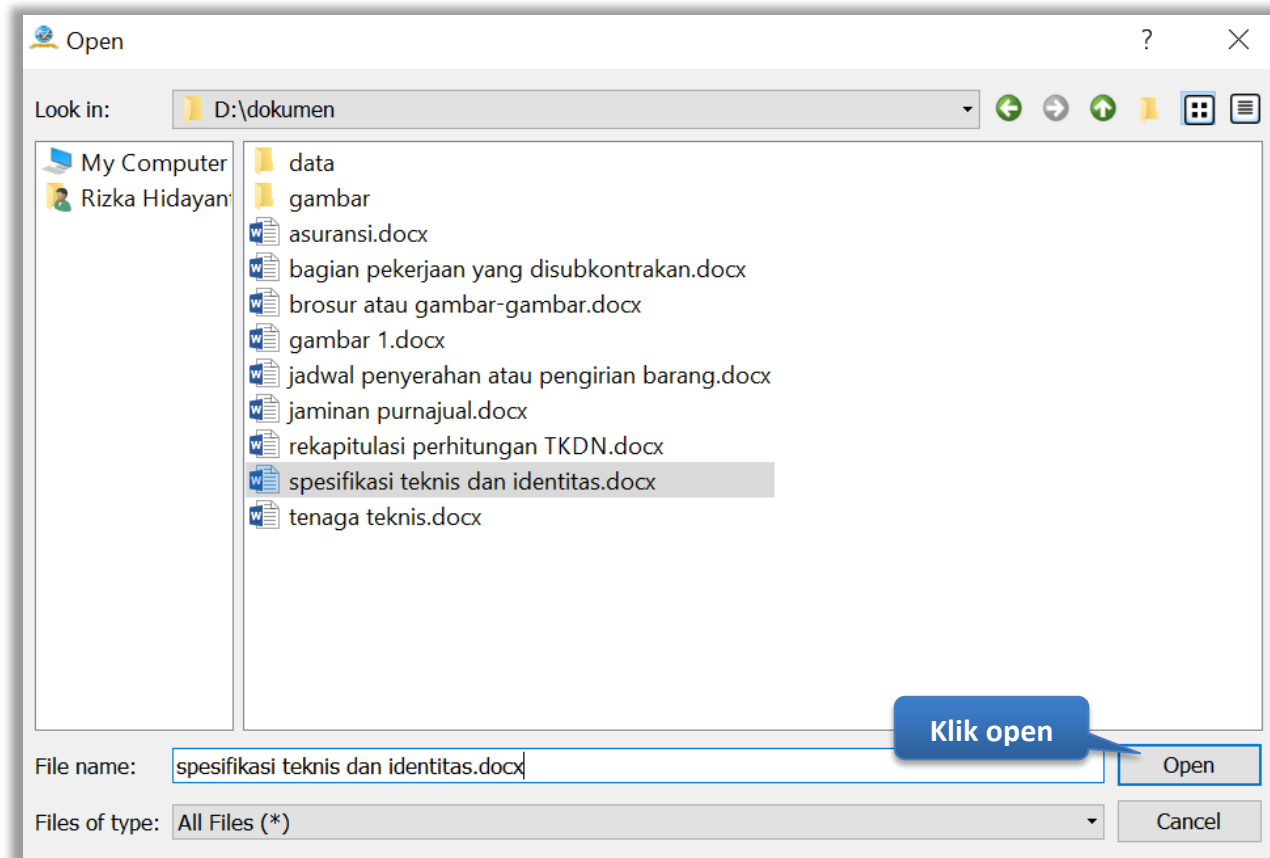 Open
?
Look in:
D:\dokumen
My Computer
data
Rizka Hidayan
gambar
asuransi.docx
bagian pekerjaan yang disubkontrakan.docx
brosur atau gambar-gambar.docx
gambar 1.docx
jadwal penyerahan atau pengirian barang.docx
jaminan purnajual.docx
rekapitulasi perhitungan TKDN.docx
spesifikasi teknis dan identitas.docx
tenaga teknis.docx
Klik open
File name:
spesifikasi teknis dan identitas.docx
Open
Files of type:
All Files (*)
Cancel